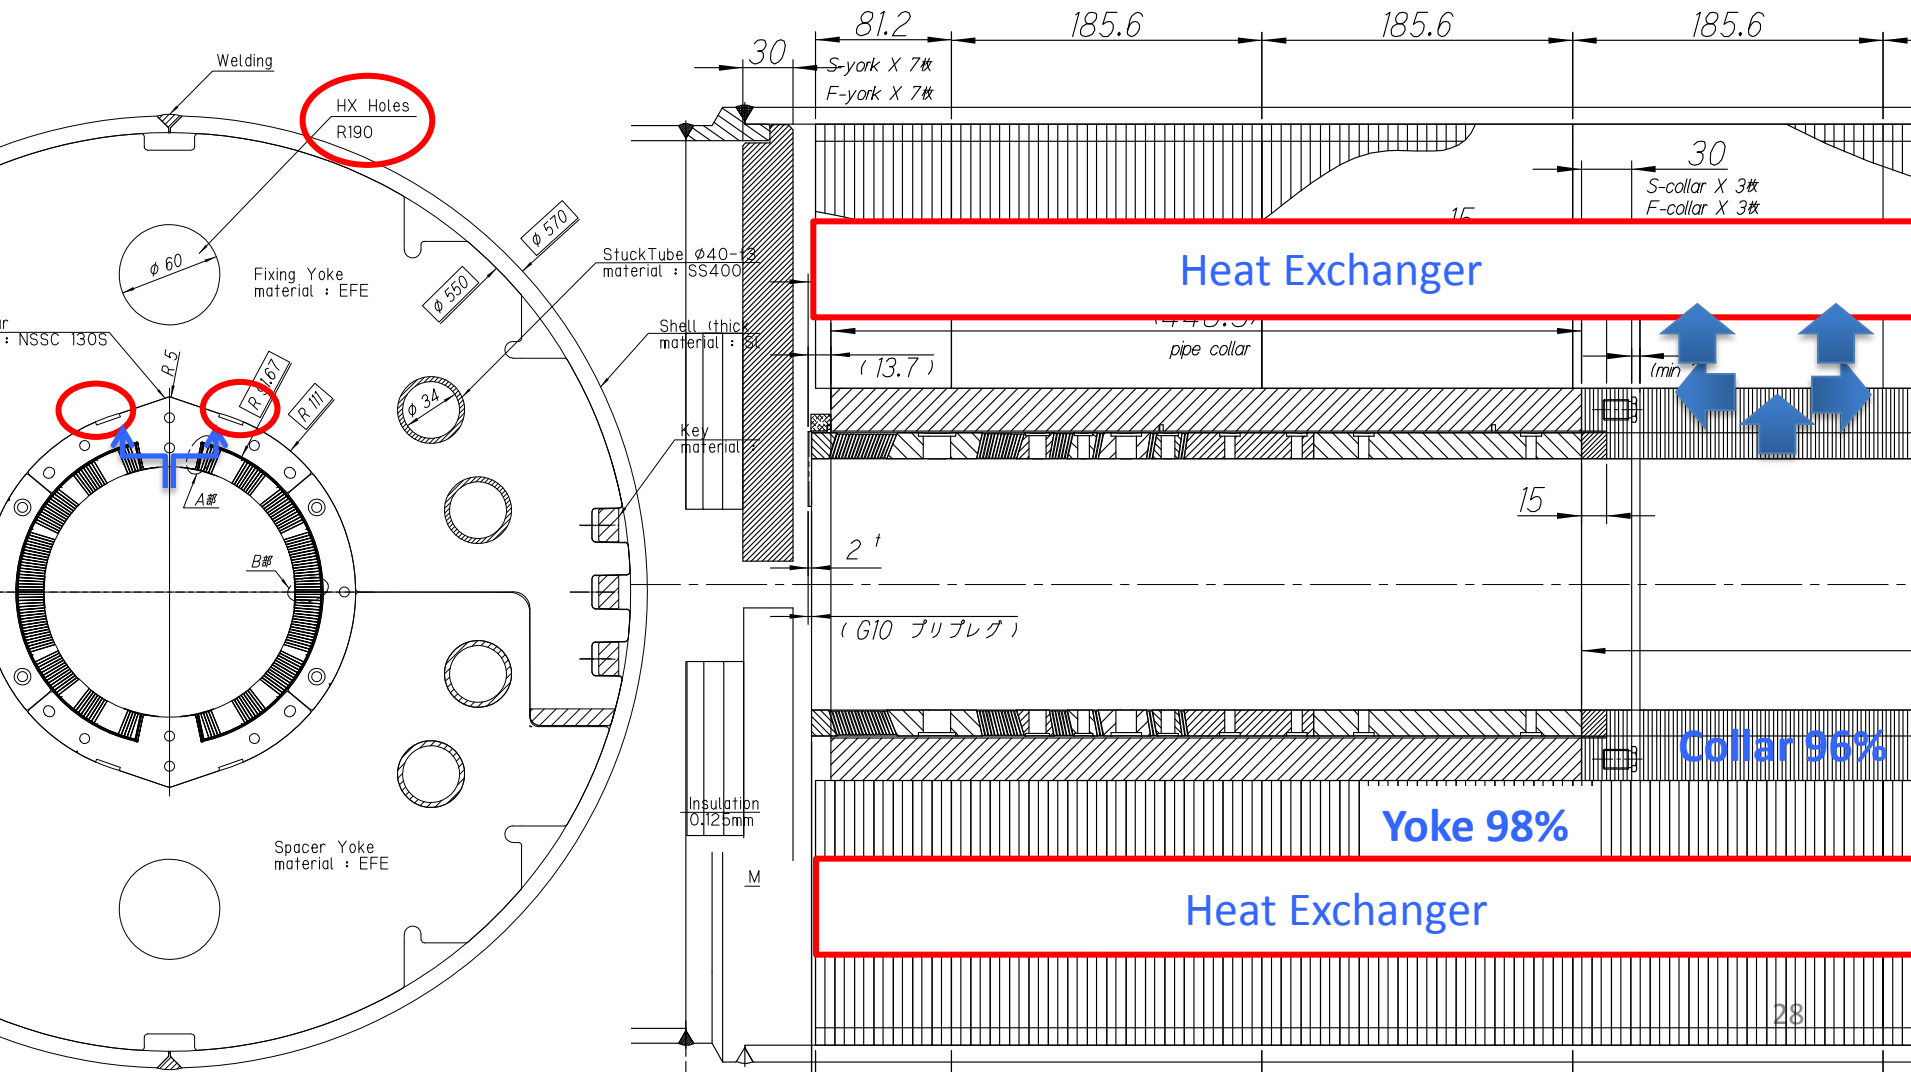 Welding
HX Holes
R190
φ 60
Fixing Yoke
material : EFE
: NSSC 130S
R 5
R 111
φ 550
φ 570
StuckTube φ40-t3
material : SS400
Shell (thick
material : S
φ 34
Key
material :
A部
B部
Spacer Yoke
material : EFE
Insulation
0.125mm
M
81.2
185.6
185.6
185.6
30
S-york X 7枚
F-york X 7枚
30
S-collar X 3枚
F-collar X 3枚
15
Heat Exchanger
pipe collar
(13.7)
(min
15
2 t
(G10 プリプレグ)
Collar 96%
Yoke 98%
Heat Exchanger
28